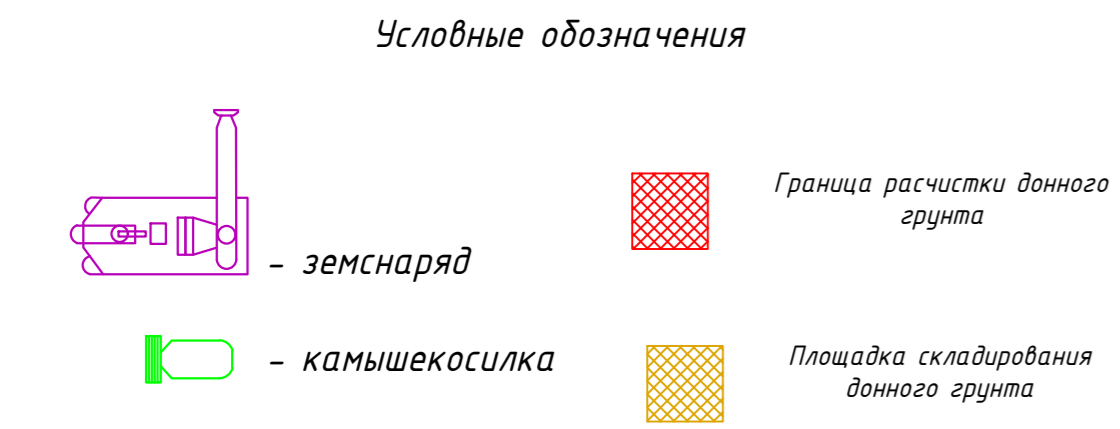 Условные обозначения
- земснаряд
- камышекосилка
Граница расчистки донного
грунта
Площадка складирования
донного грунта